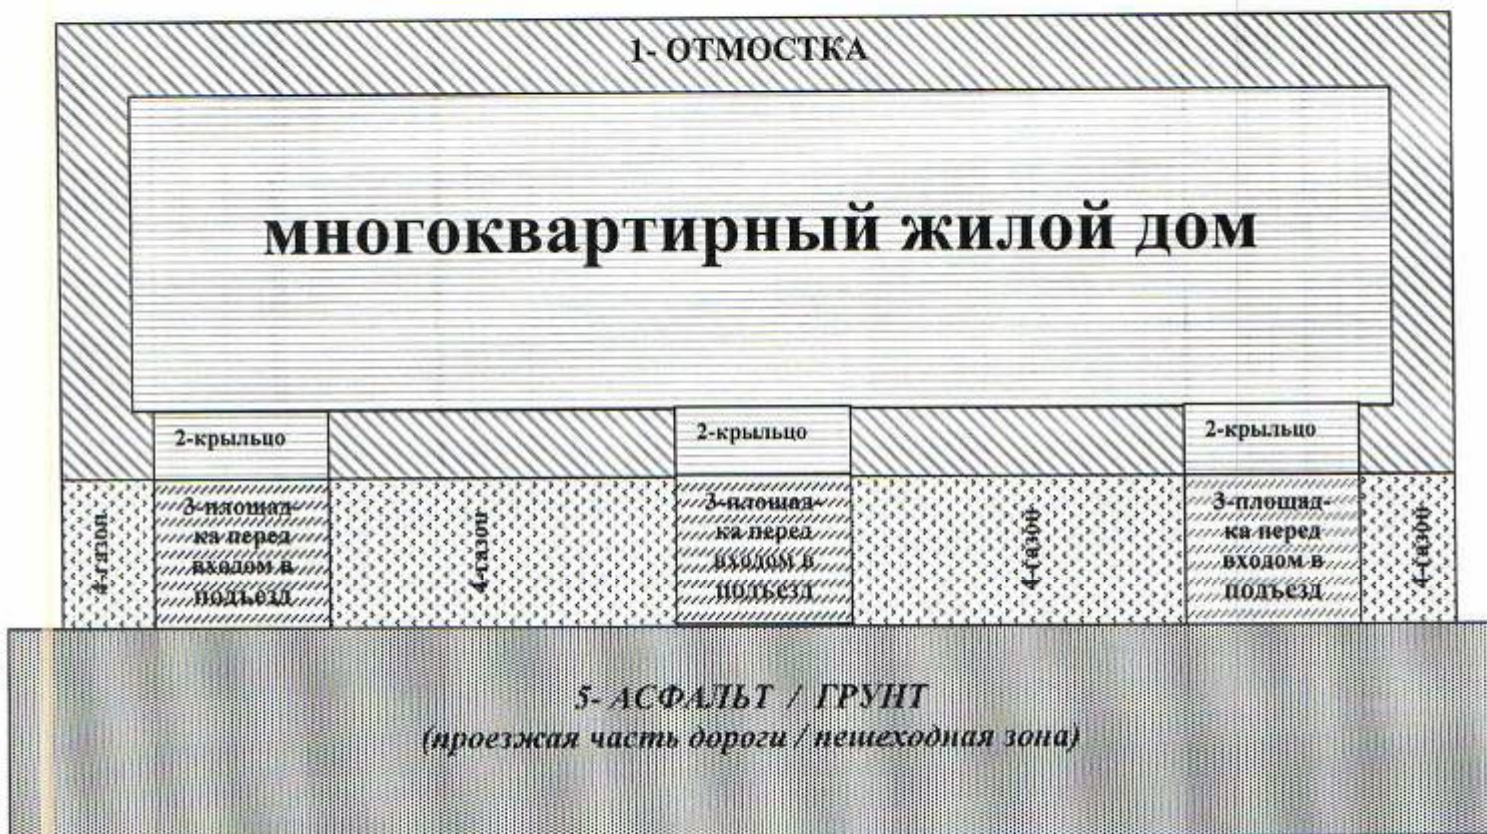 1- ОТМОСТКА
многоквартирный жилой дом
2-крыльцо
2-крыльцо
2-крыльцо
3-площад-
ка перед
входом в
подъезд
3-площад-
ка перед
входом в
подъезд
3-площад-
ка перед
входом в
подъезд
4-газон
4-газон
4-газон
4-газон
5- АСФАЛЬТ / ГРУНТ
(проезжая часть дороги / пешеходная зона)